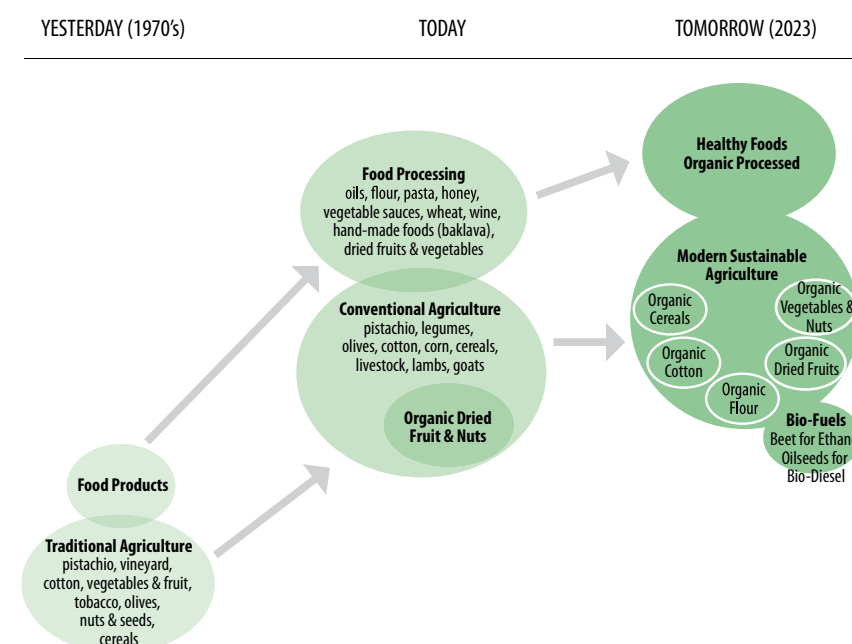 YESTERDAY (1970's)
TODAY
TOMORROW (2023)
Food Products
Traditional Agriculture
pistachio, vineyard,
cotton, vegetables & fruit,
tobacco, olives,
nuts & seeds,
cereals
Food Processing
oils, flour, pasta, honey,
vegetable sauces, wheat, wine,
hand-made foods (baklava),
dried fruits & vegetables
Conventional Agriculture
pistachio, legumes,
olives, cotton, corn, cereals,
livestock, lambs, goats
Organic Dried
Fruit & Nuts
Healthy Foods
Organic Processed
Modern Sustainable
Agriculture
Organic
Cereals
Organic
Vegetables &
Nuts
Organic
Cotton
Organic
Dried Fruits
Organic
Flour
Bio-Fuels
Beet for Ethan
Oilseeds for
Bio-Diesel